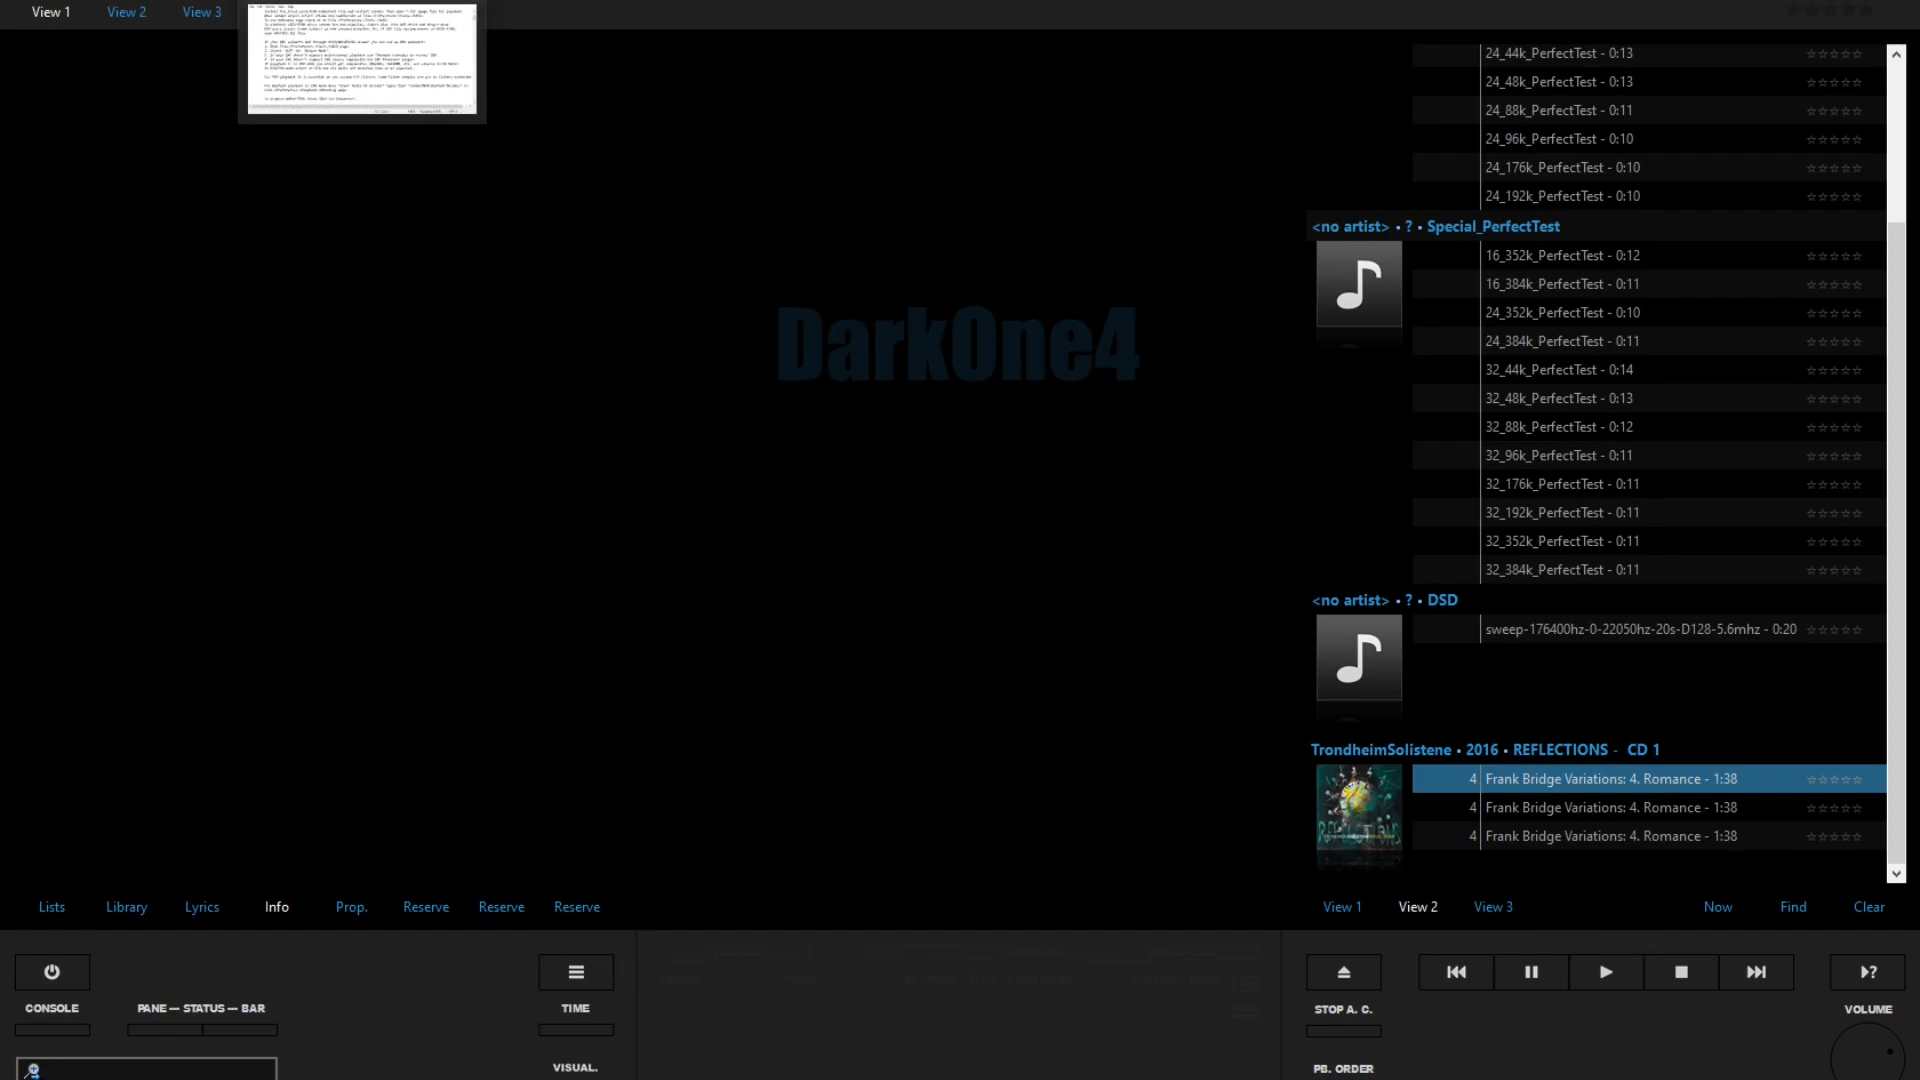 View 1 View 2 View 3
24_44k_PerfectTest - 0:13
24_48k_PerfectTest - 0:13
24_88k_PerfectTest - 0:11
24_96k_PerfectTest - 0:10
24_176k_PerfectTest - 0:10
24_192k_PerfectTest - 0:10
<no artist> • ? • Special_PerfectTest
16_352k_PerfectTest - 0:12
16_384k_PerfectTest - 0:11
24_352k_PerfectTest - 0:10
24_384k_PerfectTest - 0:11
32_44k_PerfectTest - 0:14
32_48k_PerfectTest - 0:13
32_88k_PerfectTest - 0:12
32_96k_PerfectTest - 0:11
32_176k_PerfectTest - 0:11
32_192k_PerfectTest - 0:11
32_352k_PerfectTest - 0:11
32_384k_PerfectTest - 0:11
DarkOne4
<no artist> • ? • DSD
sweep-176400hz-0-22050hz-20s-D128-5.6mhz - 0:20
TrondheimSolistene • 2016 • REFLECTIONS - CD 1
4 Frank Bridge Variations: 4. Romance - 1:38
4 Frank Bridge Variations: 4. Romance - 1:38
4 Frank Bridge Variations: 4. Romance - 1:38
REFLECTIONS
Lists Library Lyrics Info Prop. Reserve Reserve Reserve
View 1 View 2 View 3 Now Find Clear
CONSOLE PANE — STATUS — BAR TIME STOP A. C. VOLUME
VISUAL. PB. ORDER